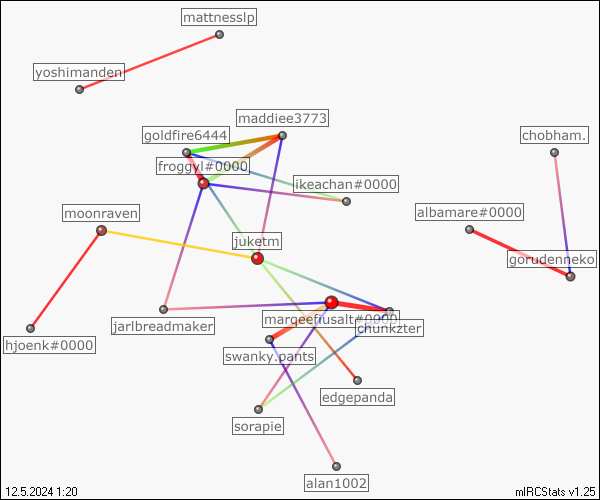 mattnesslp
yoshimanden
maddiee3773
goldfire6444
chobham.
froggyl#0000
ikeachan#0000
moonraven
albamare#0000
juketm
gorudenneko
margeefiusalt#0000
jarlbreadmaker
chunkzter
hjoenk#0000
swanky.pants
edgepanda
sorapie
alan1002
12.5.2024 1:20
mIRCStats v1.25